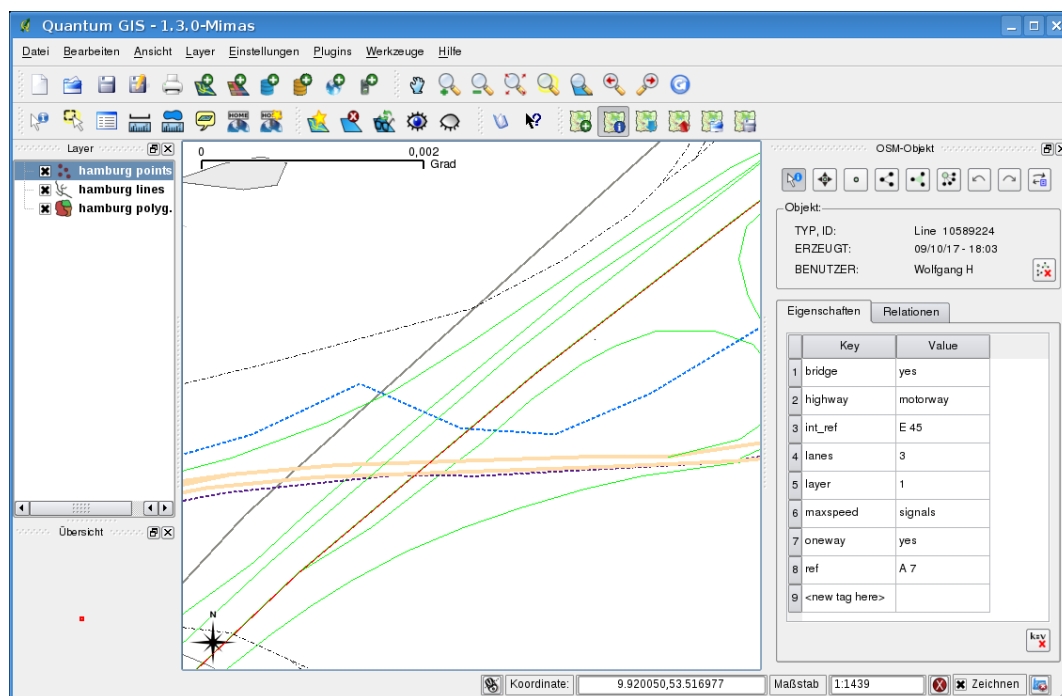 Quantum GIS - 1.3.0-Mimas
Datei Bearbeiten Ansicht Layer Einstellungen Plugins Werkzeuge Hilfe
Layer
hamburg points
hamburg lines
hamburg polyg.
Übersicht
0 0,002
Grad
N
OSM-Objekt
Objekt:
TYP, ID: Line 10589224
ERZEUGT: 09/10/17 - 18:03
BENUTZER: Wolfgang H
Eigenschaften Relationen
Key Value
1 bridge yes
2 highway motorway
3 int_ref E 45
4 lanes 3
5 layer 1
6 maxspeed signals
7 oneway yes
8 ref A 7
9 <new tag here>
k=v
Koordinate: 9.920050,53.516977 Maßstab 1:1439 Zeichnen